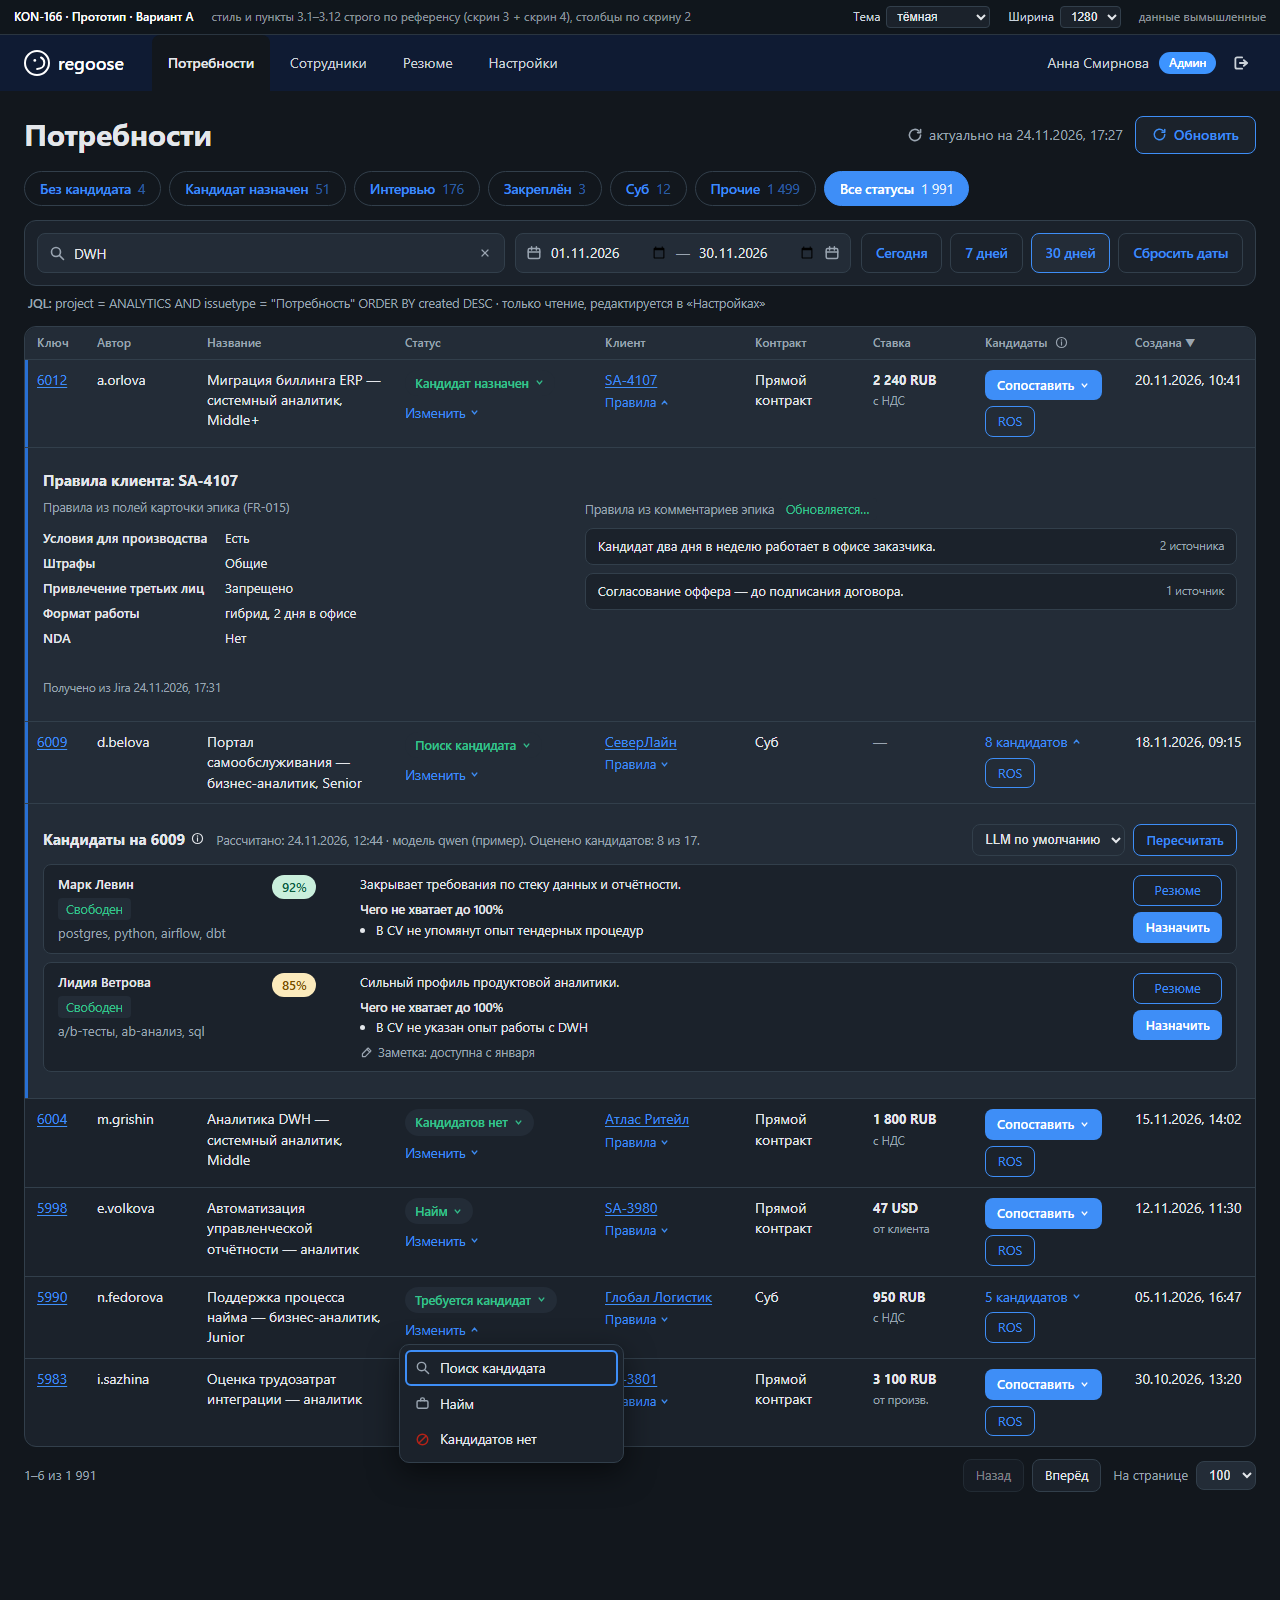 KON-166 · Прототип · Вариант A стиль и пункты 3.1–3.12 строго по референсу (скрин 3 + скрин 4), столбцы по скрину 2 Тема тёмная Ширина 1280 данные вымышленные
regoose Потребности Сотрудники Резюме Настройки Анна Смирнова Админ
Потребности актуально на 24.11.2026, 17:27 Обновить
Без кандидата 4 Кандидат назначен 51 Интервью 176 Закреплён 3 Суб 12 Прочие 1 499 Все статусы 1 991
DWH 01.11.2026 — 30.11.2026 Сегодня 7 дней 30 дней Сбросить даты
JQL: project = ANALYTICS AND issuetype = "Потребность" ORDER BY created DESC · только чтение, редактируется в «Настройках»
Ключ Автор Название Статус Клиент Контракт Ставка Кандидаты Создана ▼
6012 a.orlova Миграция биллинга ERP — Кандидат назначен SA-4107 Прямой 2 240 RUB Сопоставить 20.11.2026, 10:41
системный аналитик, Правила контракт с НДС
Middle+ Изменить ROS
Правила клиента: SA-4107
Правила из полей карточки эпика (FR-015) Правила из комментариев эпика Обновляется...
Условия для производства Есть Кандидат два дня в неделю работает в офисе заказчика. 2 источника
Штрафы Общие
Привлечение третьих лиц Запрещено Согласование оффера — до подписания договора. 1 источник
Формат работы гибрид, 2 дня в офисе
NDA Нет
Получено из Jira 24.11.2026, 17:31
6009 d.belova Портал Поиск кандидата СеверЛайн Суб — 8 кандидатов 18.11.2026, 09:15
самообслуживания — Правила
бизнес-аналитик, Senior Изменить ROS
Кандидаты на 6009 Рассчитано: 24.11.2026, 12:44 · модель qwen (пример). Оценено кандидатов: 8 из 17. LLM по умолчанию Пересчитать
Марк Левин 92% Закрывает требования по стеку данных и отчётности. Резюме
Свободен Чего не хватает до 100%
postgres, python, airflow, dbt В CV не упомянут опыт тендерных процедур Назначить
Лидия Ветрова 85% Сильный профиль продуктовой аналитики. Резюме
Свободен Чего не хватает до 100%
a/b-тесты, ab-анализ, sql В CV не указан опыт работы с DWH Назначить
Заметка: доступна с января
6004 m.grishin Аналитика DWH — Кандидатов нет Атлас Ритейл Прямой 1 800 RUB Сопоставить 15.11.2026, 14:02
системный аналитик, Правила контракт с НДС
Middle Изменить ROS
5998 e.volkova Автоматизация Найм SA-3980 Прямой 47 USD Сопоставить 12.11.2026, 11:30
управленческой Правила контракт от клиента
отчётности — аналитик Изменить ROS
5990 n.fedorova Поддержка процесса Требуется кандидат Глобал Логистик Суб 950 RUB 5 кандидатов 05.11.2026, 16:47
найма — бизнес-аналитик, Правила с НДС
Junior Изменить ROS
5983 i.sazhina Оценка трудозатрат Поиск кандидата -3801 Прямой 3 100 RUB Сопоставить 30.10.2026, 13:20
интеграции — аналитик Найм авила контракт от произв.
Кандидатов нет ROS
1–6 из 1 991 Назад Вперёд На странице 100